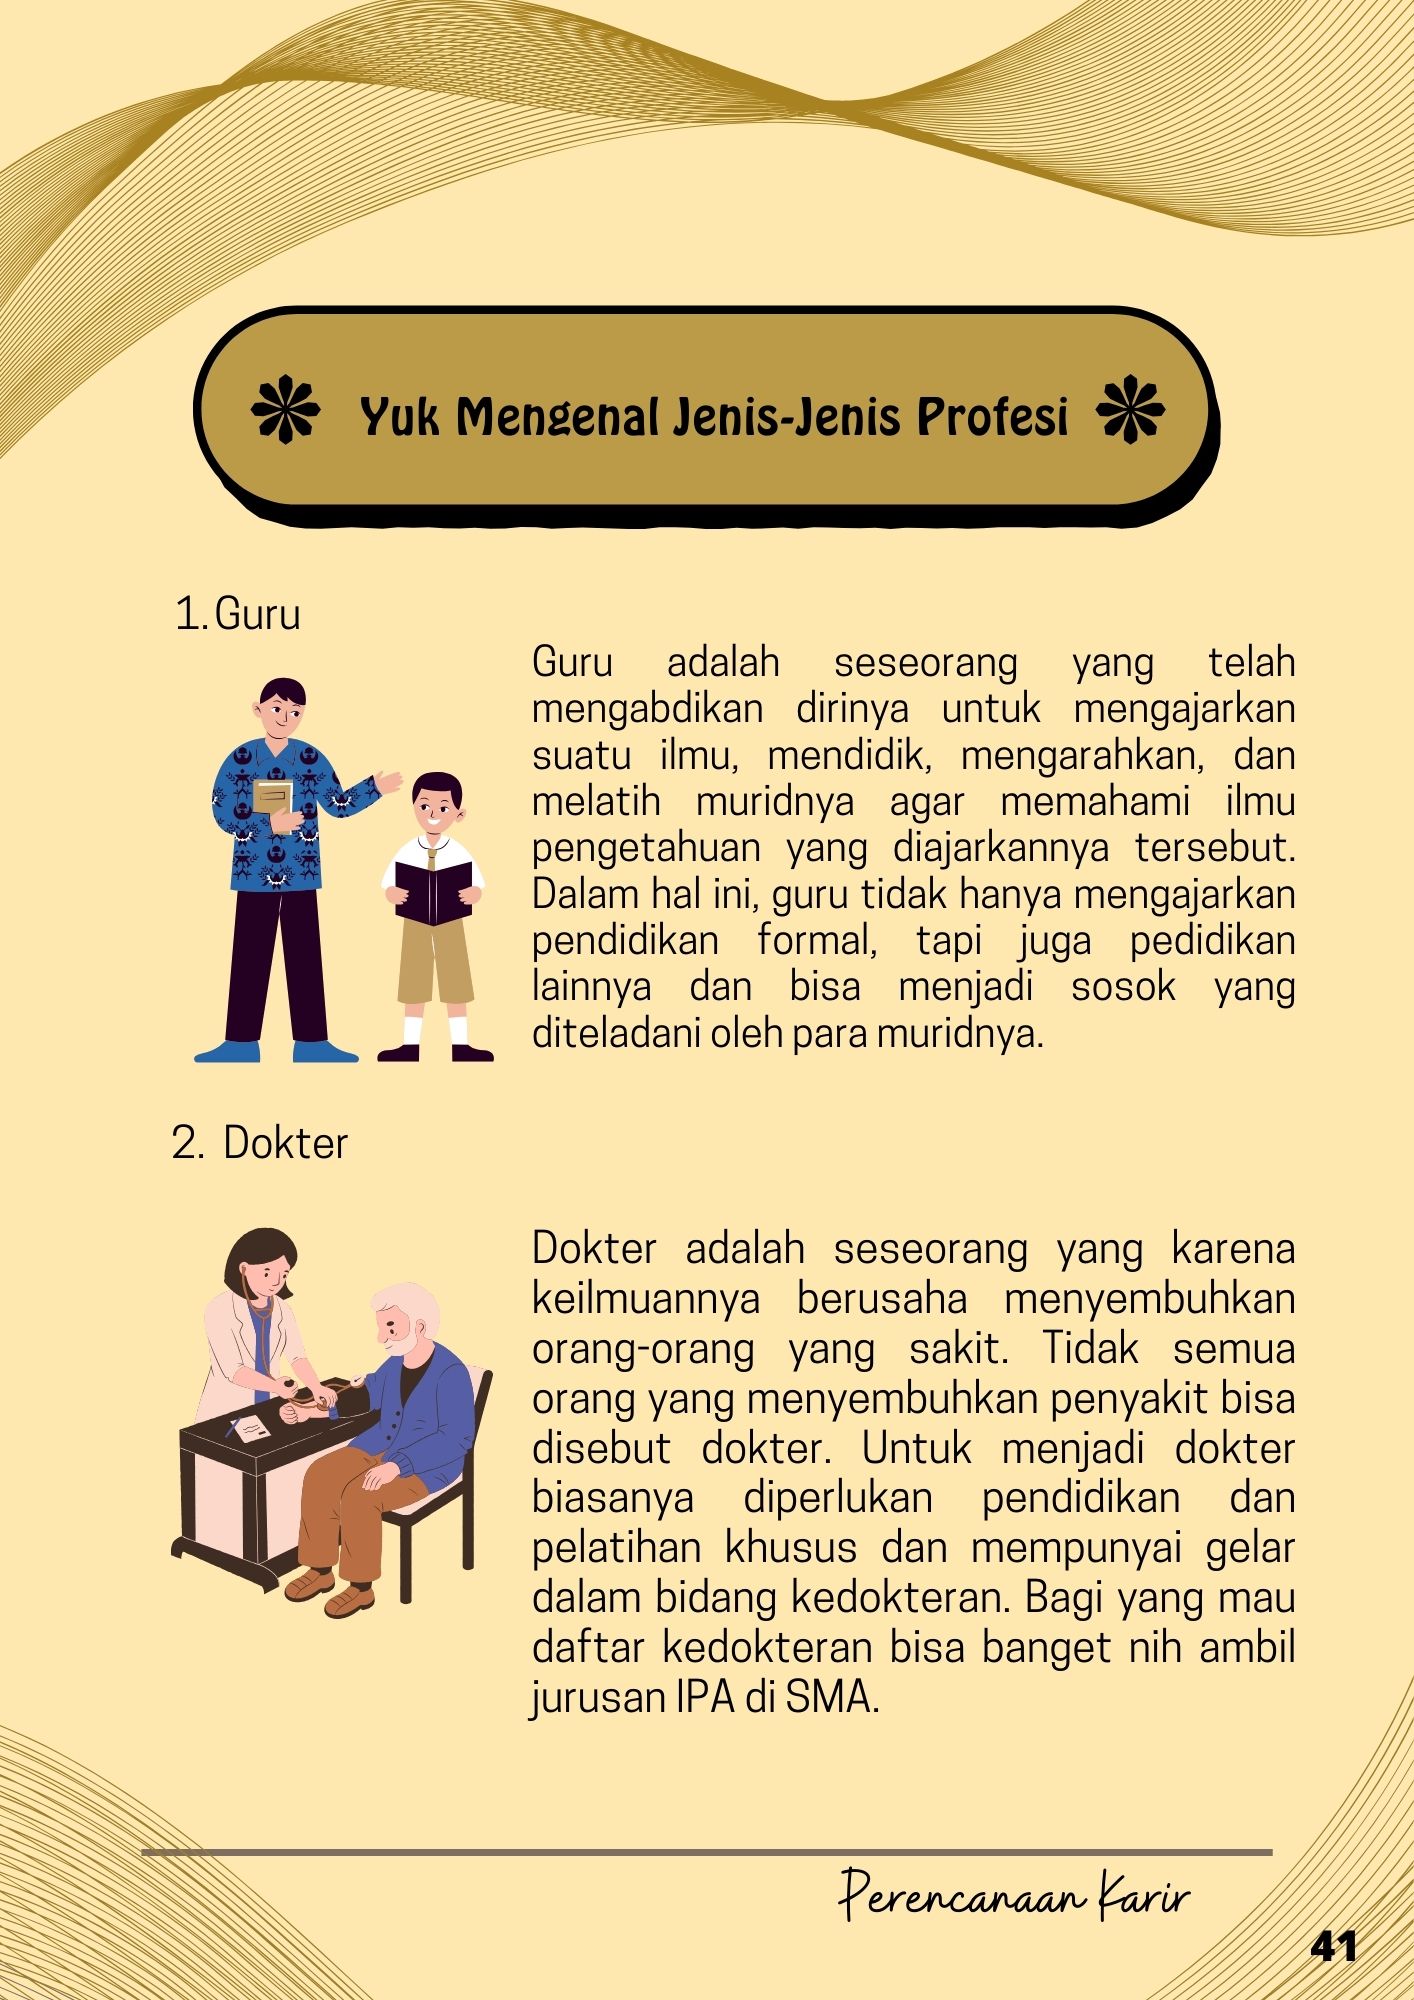 Yuk Mengenal Jenis-Jenis Profesi
1. Guru
Guru adalah seseorang yang telah
mengabdikan dirinya untuk mengajarkan
suatu ilmu, mendidik, mengarahkan, dan
melatih muridnya agar memahami ilmu
pengetahuan yang diajarkannya tersebut.
Dalam hal ini, guru tidak hanya mengajarkan
pendidikan formal, tapi juga pedidikan
lainnya dan bisa menjadi sosok yang
diteladani oleh para muridnya.
2. Dokter
Dokter adalah seseorang yang karena
keilmuannya berusaha menyembuhkan
orang-orang yang sakit. Tidak semua
orang yang menyembuhkan penyakit bisa
disebut dokter. Untuk menjadi dokter
biasanya diperlukan pendidikan dan
pelatihan khusus dan mempunyai gelar
dalam bidang kedokteran. Bagi yang mau
daftar kedokteran bisa banget nih ambil
jurusan IPA di SMA.
Perencanaan Karir
41